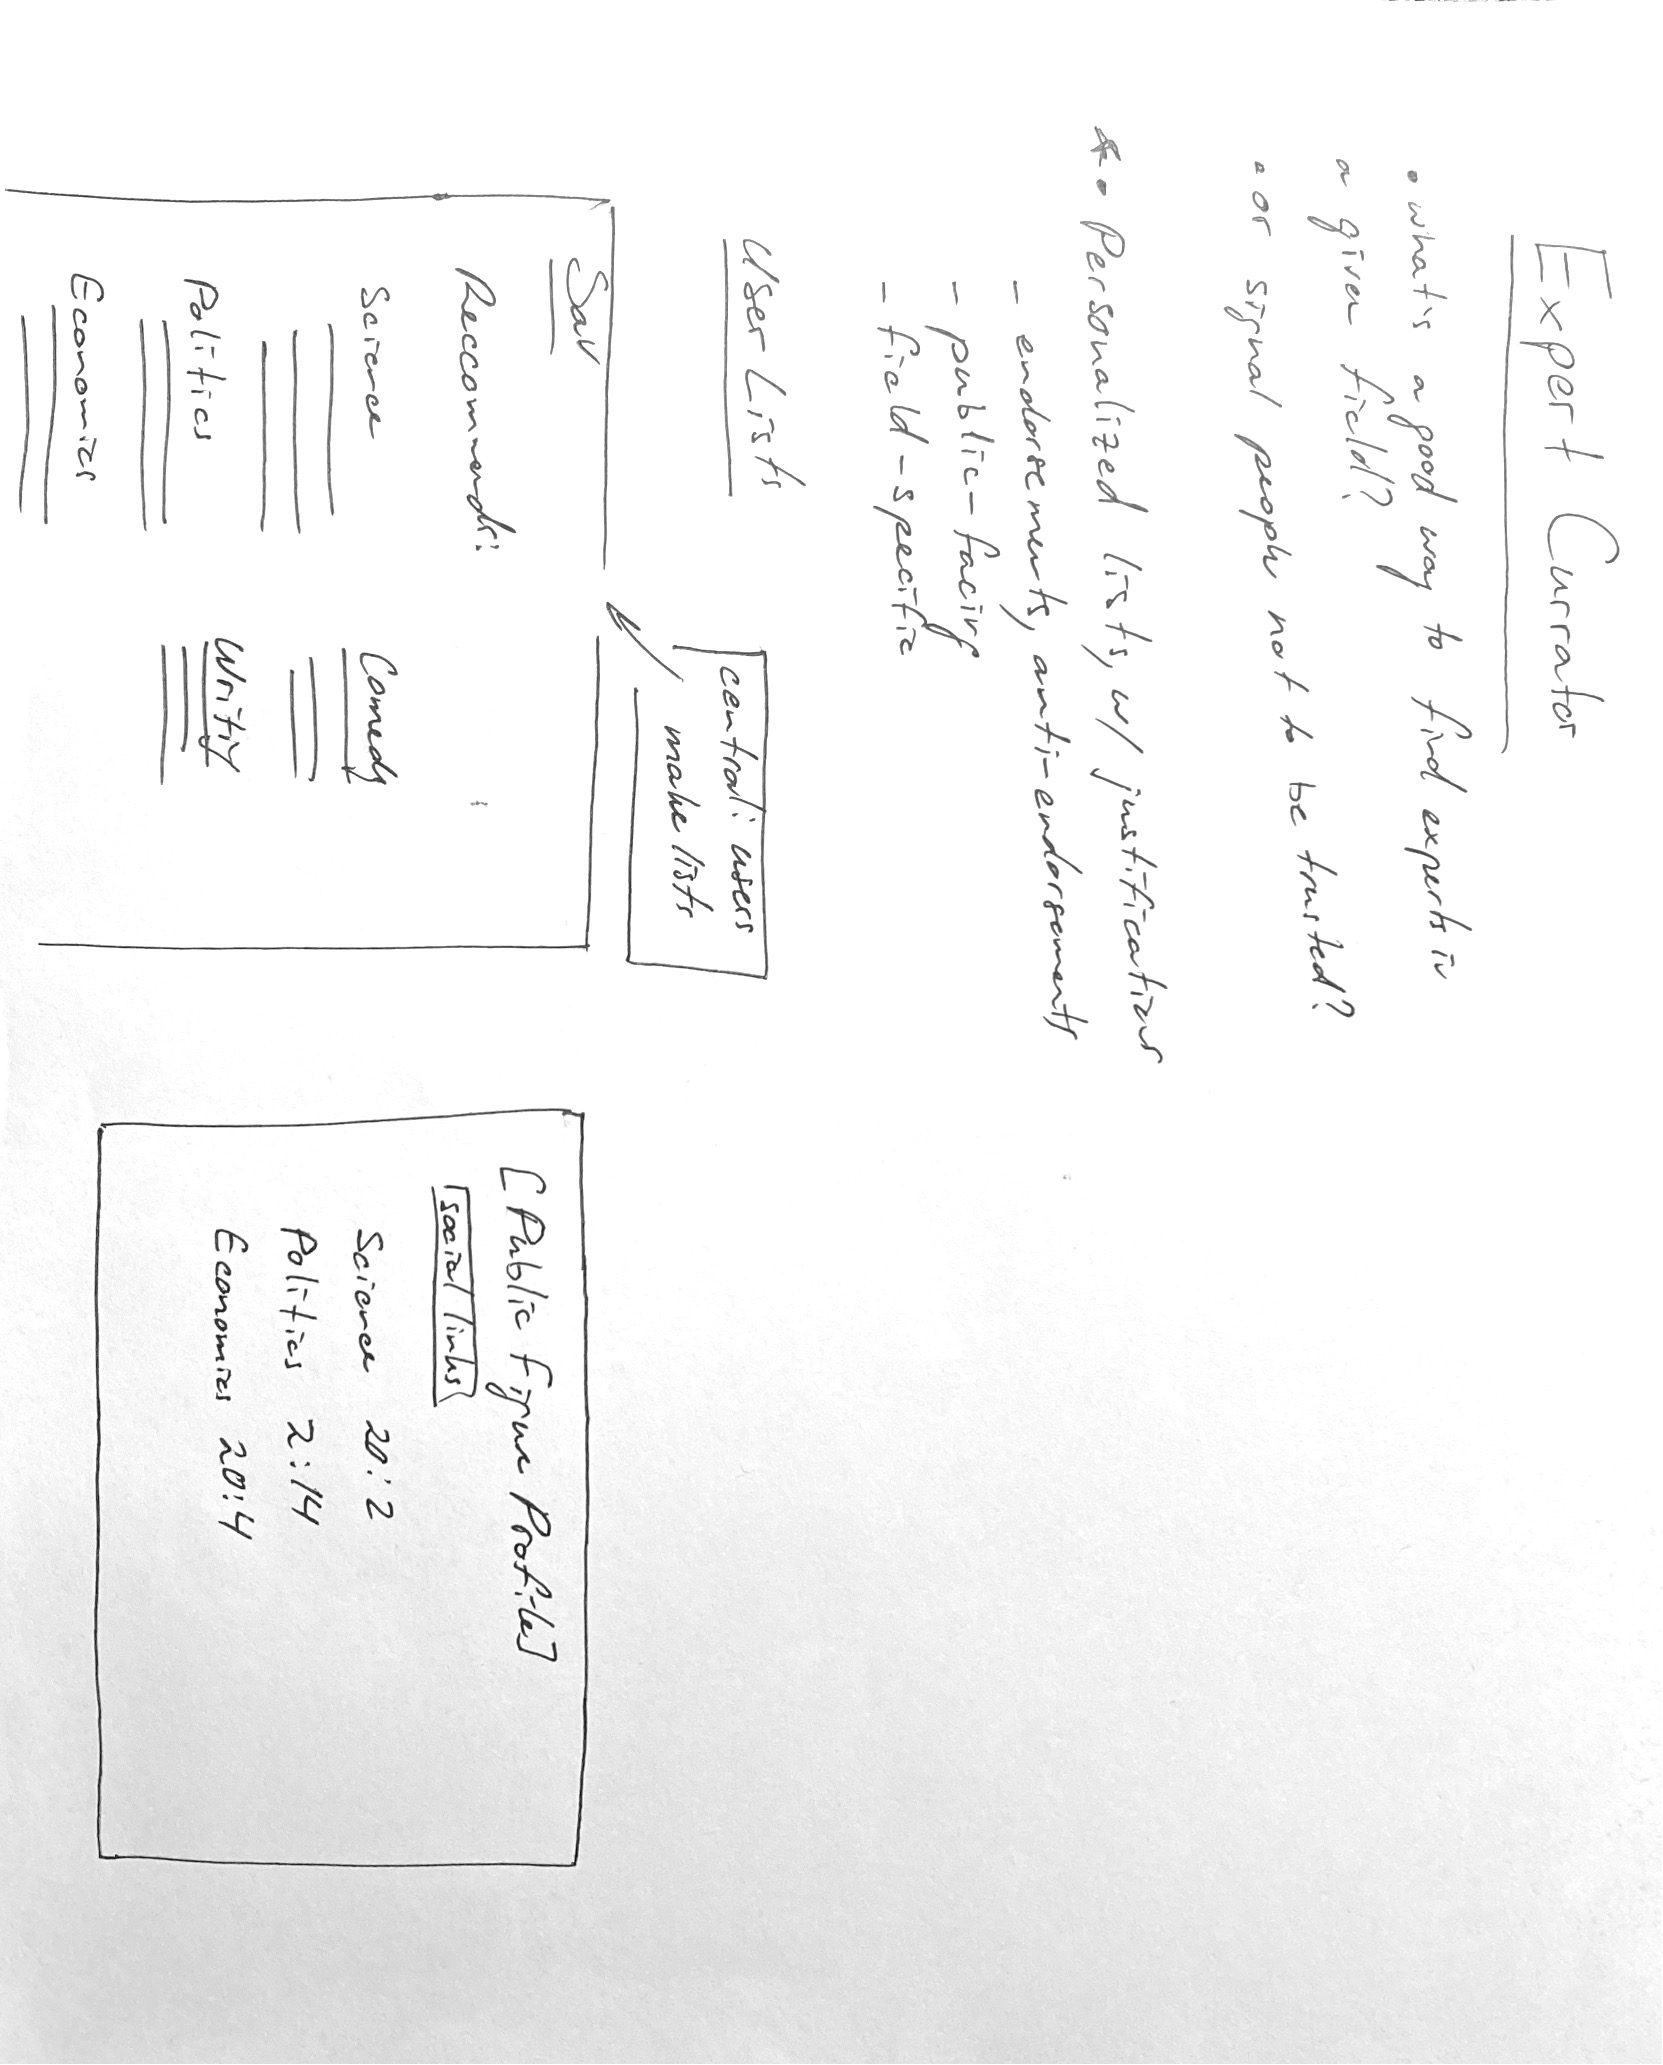 Expert Currator
• what's a good way to find experts in
a given field?
• or signal people not to be trusted?
* • Personalized lists, w/ justifications
- endorsements, anti-endorsements
- public-facing
- field-specific
User Lists
central: users
make lists
Sav
Reccommends:
Science
Comedy
Politics
Writing
Economics
[Public Figure Profile]
social links
Science 20:2
Politics 2:14
Economics 20:4